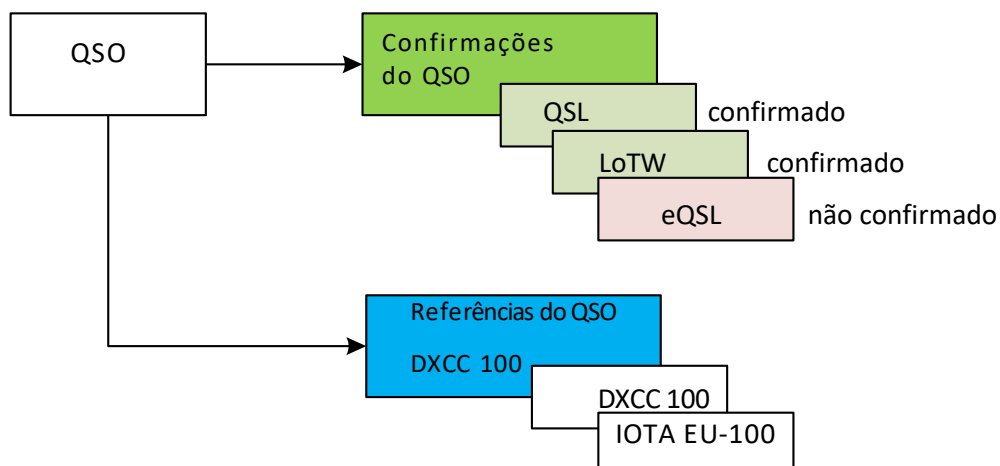 QSO
Confirmações
do QSO
QSL
confirmado
LoTW
confirmado
eQSL
não confirmado
Referências do QSO
DXCC 100
DXCC 100
IOTA EU-100